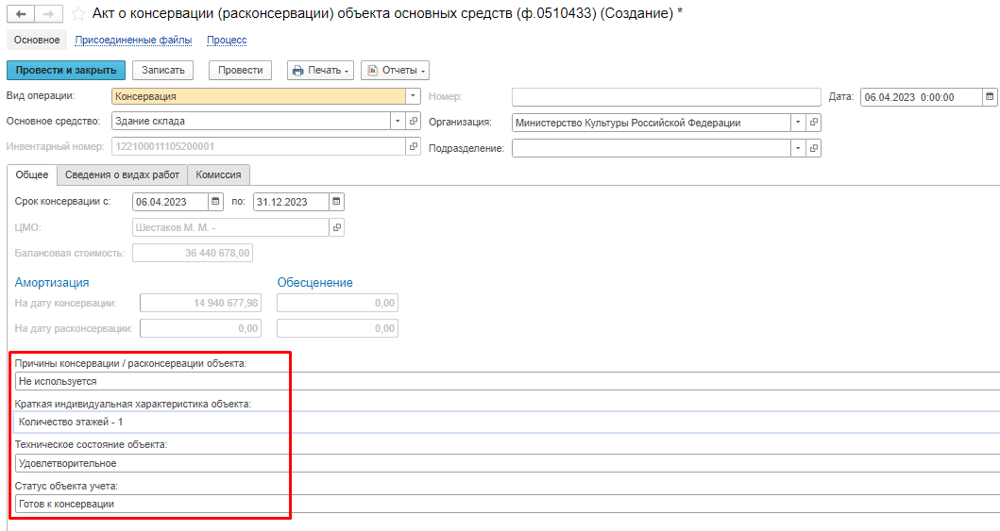 Акт о консервации (расконсервации) объекта основных средств (ф.0510433) (Создание) *
Основное Присоединенные файлы Процесс
Провести и закрыть Записать Провести Печать Отчеты
Вид операции: Консервация Номер: Дата: 06.04.2023 0:00:00
Основное средство: Здание склада Организация: Министерство Культуры Российской Федерации
Инвентарный номер: 122100011105200001 Подразделение:
Общее Сведения о видах работ Комиссия
Срок консервации с: 06.04.2023 по: 31.12.2023
ЦМО: Шестаков М. М. -
Балансовая стоимость: 36 440 678,00
Амортизация Обесценение
На дату консервации: 14 940 677,98 0,00
На дату расконсервации: 0,00 0,00
Причины консервации / расконсервации объекта:
Не используется
Краткая индивидуальная характеристика объекта:
Количество этажей - 1
Техническое состояние объекта:
Удовлетворительное
Статус объекта учета:
Готов к консервации